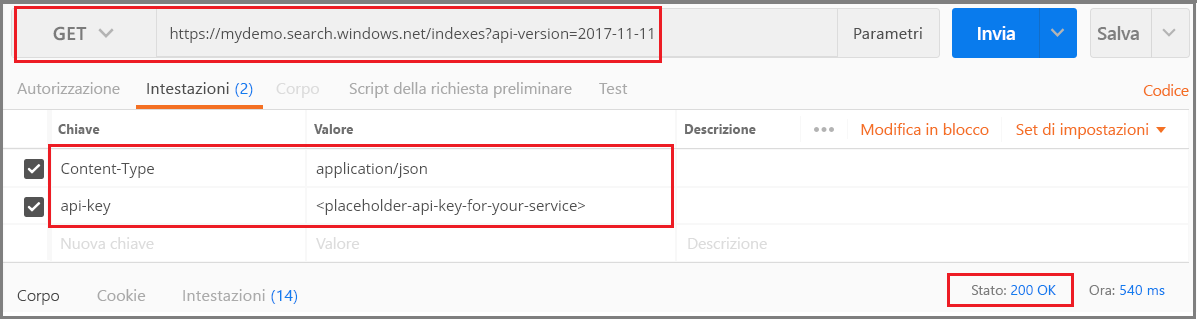 GET https://mydemo.search.windows.net/indexes?api-version=2017-11-11 Parametri Invia Salva
Autorizzazione Intestazioni (2) Corpo Script della richiesta preliminare Test Codice
Chiave Valore Descrizione ••• Modifica in blocco Set di impostazioni
Content-Type application/json
api-key <placeholder-api-key-for-your-service>
Nuova chiave Valore Descrizione
Corpo Cookie Intestazioni (14) Stato: 200 OK Ora: 540 ms